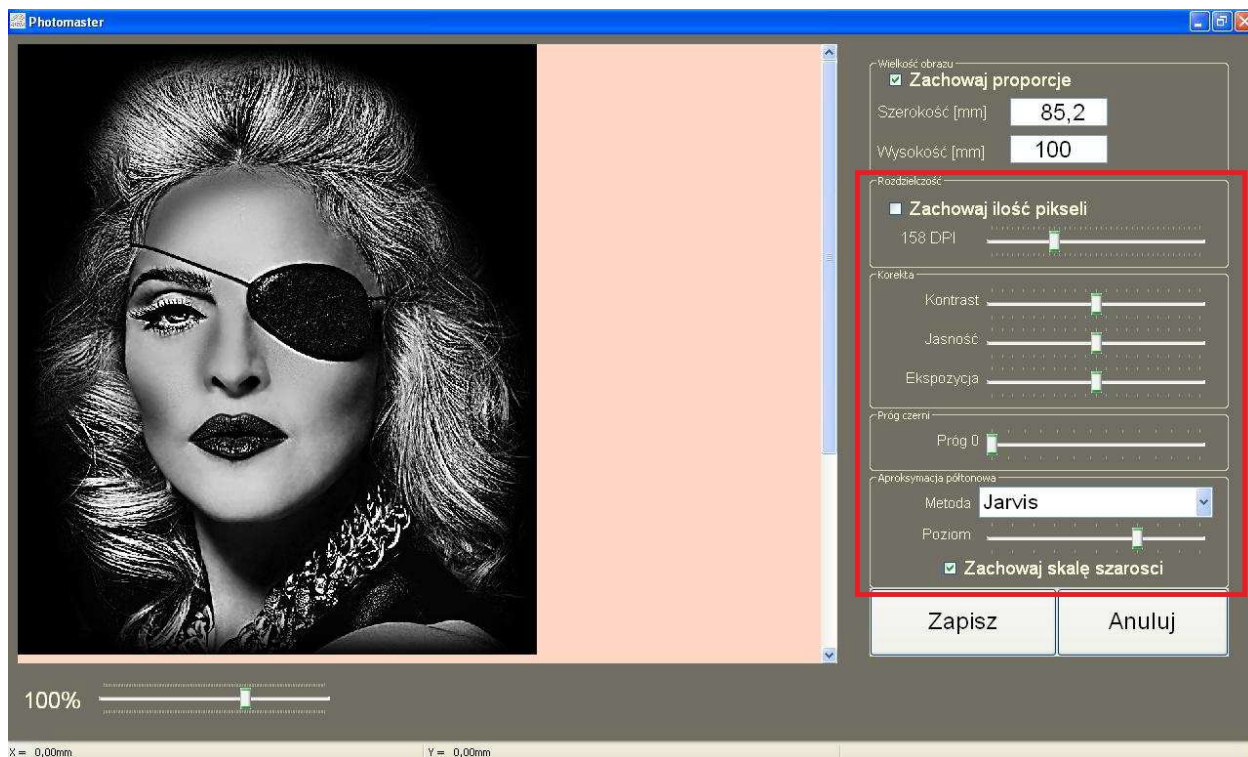 Photomaster
Wielkość obrazu
Zachowaj proporcje
Szerokość [mm] 85,2
Wysokość [mm] 100
Rozdzielczość
Zachowaj ilość pikseli
158 DPI
Korekta
Kontrast
Jasność
Ekspozycja
Próg czerni
Próg 0
Aproksymacja półtonowa
Metoda Jarvis
Poziom
Zachowaj skalę szarosci
Zapisz Anuluj
100%
X = 0,00mm Y = 0,00mm